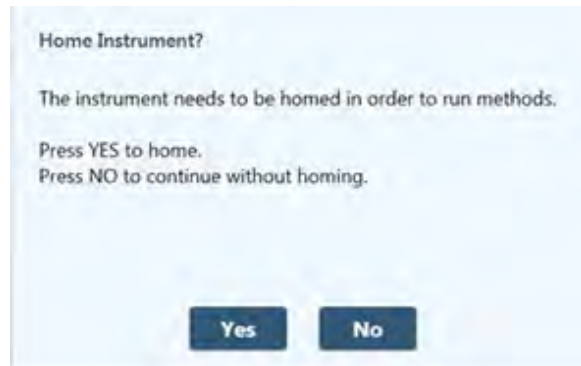 Home Instrument?
The instrument needs to be homed in order to run methods.
Press YES to home.
Press NO to continue without homing.
Yes No